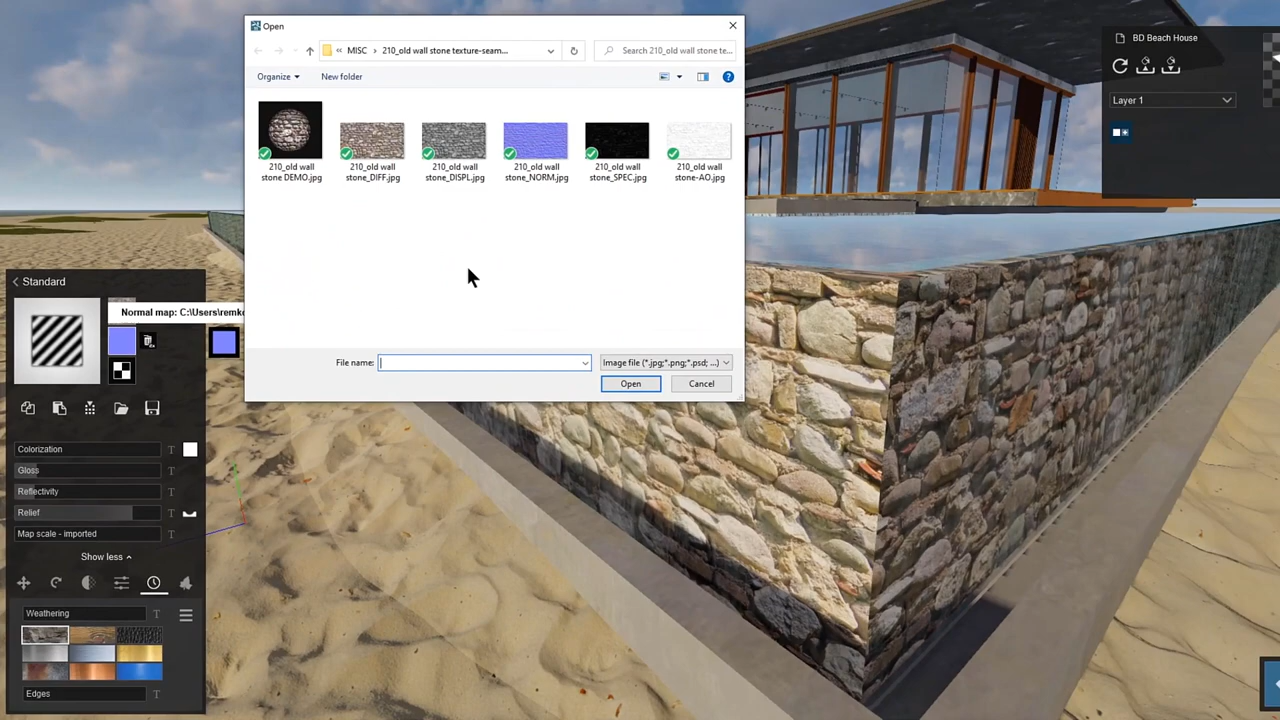 Open
« MISC > 210_old wall stone texture-seam...
Search 210_old wall stone te...
Organize
New folder
210_old wall
stone DEMO.jpg
210_old wall
stone_DIFF.jpg
210_old wall
stone_DISPL.jpg
210_old wall
stone_NORM.jpg
210_old wall
stone_SPEC.jpg
210_old wall
stone-AO.jpg
File name:
Image file (*.jpg;*.png;*.psd; ...)
Open
Cancel
BD Beach House
Layer 1
Standard
Normal map: C:\Users\remk
Colorization T
Gloss T
Reflectivity T
Relief T
Map scale - imported T
Show less
Weathering T
Edges T